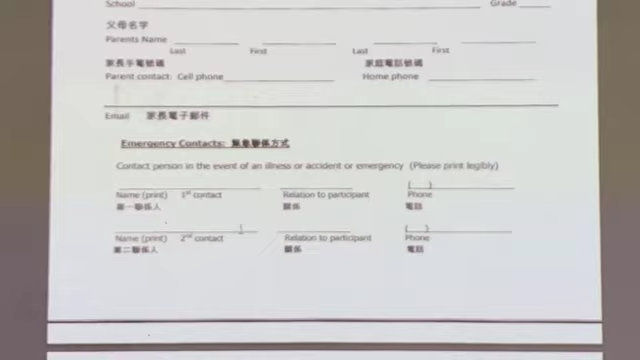 School Grade
父母名字
Parents Name
Last First Last First
家長手電號碼 家庭電話號碼
Parent contact: Cell phone Home phone
Email 家長電子郵件
Emergency Contacts: 緊急聯係方式
Contact person in the event of an illness or accident or emergency (Please print legibly)
( )
Name (print) 1st contact Relation to participant Phone
第一聯係人 關係 電話
( )
Name (print) 2nd contact Relation to participant Phone
第二聯係人 關係 電話